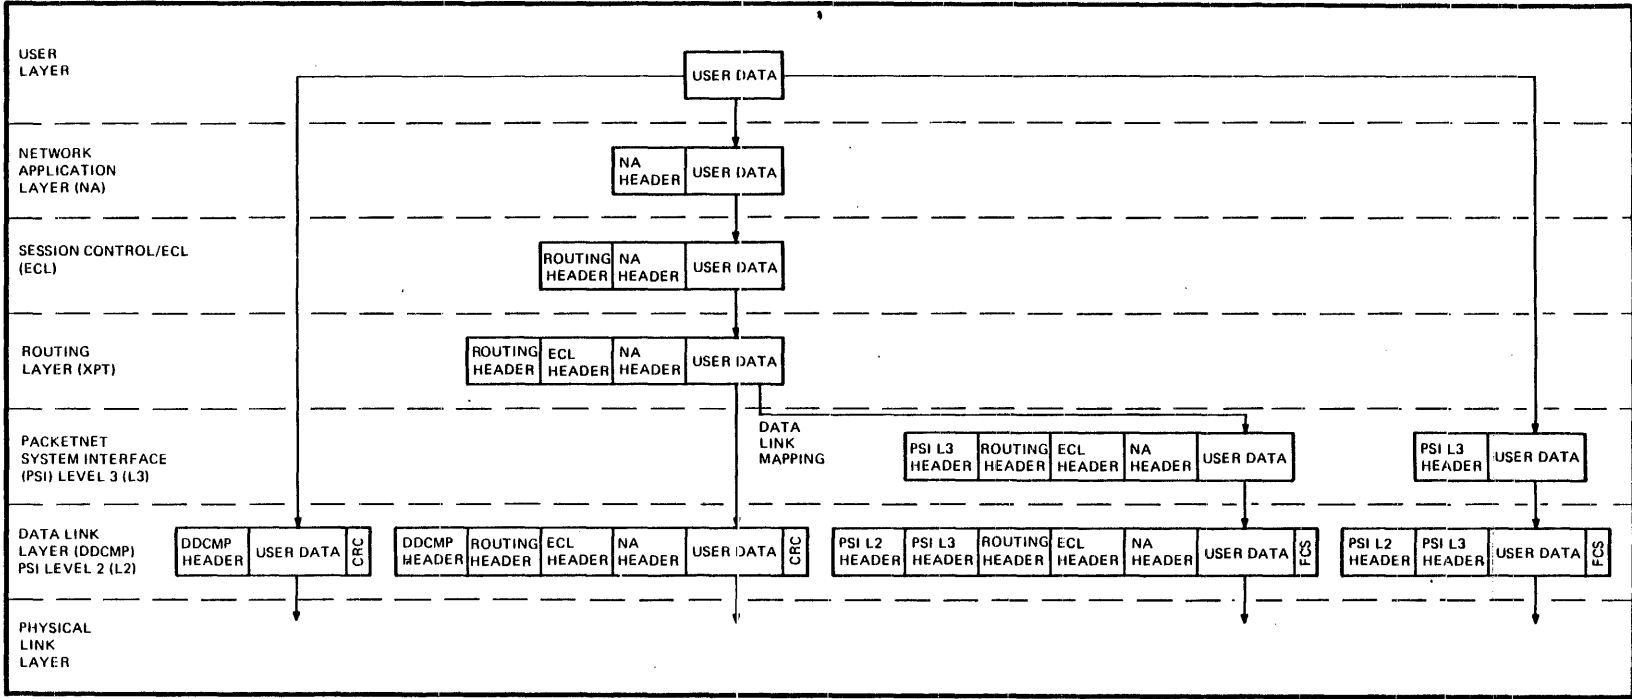 USER
LAYER
USER DATA
NETWORK
APPLICATION
LAYER (NA)
NA
HEADER
USER DATA
SESSION CONTROL/ECL
(ECL)
ROUTING
HEADER
NA
HEADER
USER DATA
ROUTING
LAYER (XPT)
ROUTING
HEADER
ECL
HEADER
NA
HEADER
USER DATA
PACKETNET
SYSTEM INTERFACE
(PSI) LEVEL 3 (L3)
DATA
LINK
MAPPING
PSI L3
HEADER
ROUTING
HEADER
ECL
HEADER
NA
HEADER
USER DATA
PSI L3
HEADER
USER DATA
DATA LINK
LAYER (DDCMP)
PSI LEVEL 2 (L2)
DDCMP
HEADER
USER DATA
CRC
DDCMP
HEADER
ROUTING
HEADER
ECL
HEADER
NA
HEADER
USER DATA
CRC
PSI L2
HEADER
PSI L3
HEADER
ROUTING
HEADER
ECL
HEADER
NA
HEADER
USER DATA
FCS
PSI L2
HEADER
PSI L3
HEADER
USER DATA
FCS
PHYSICAL
LINK
LAYER